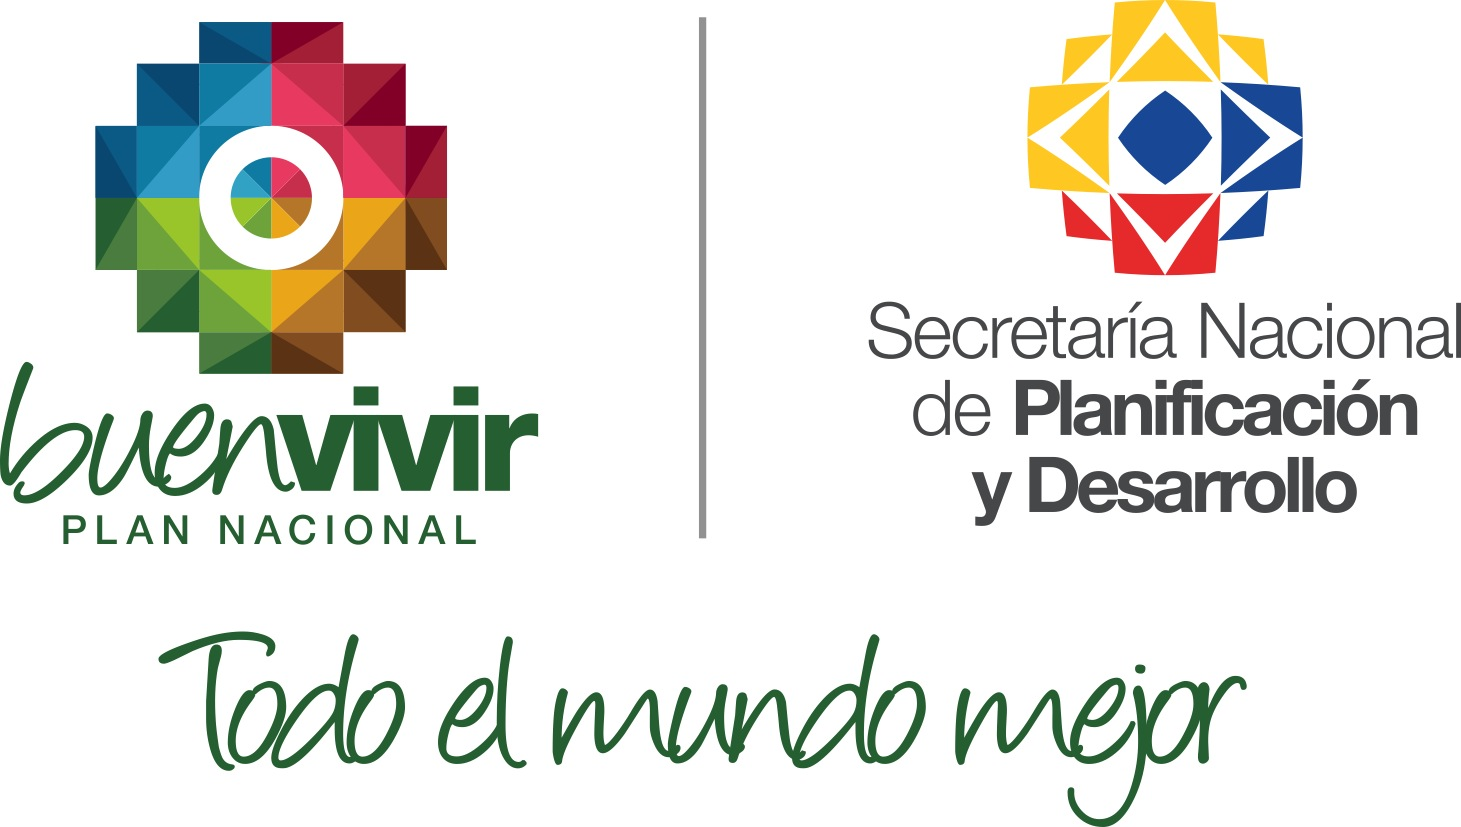 buenvivir
PLAN NACIONAL
Secretaría Nacional
de Planificación
y Desarrollo
Todo el mundo mejor